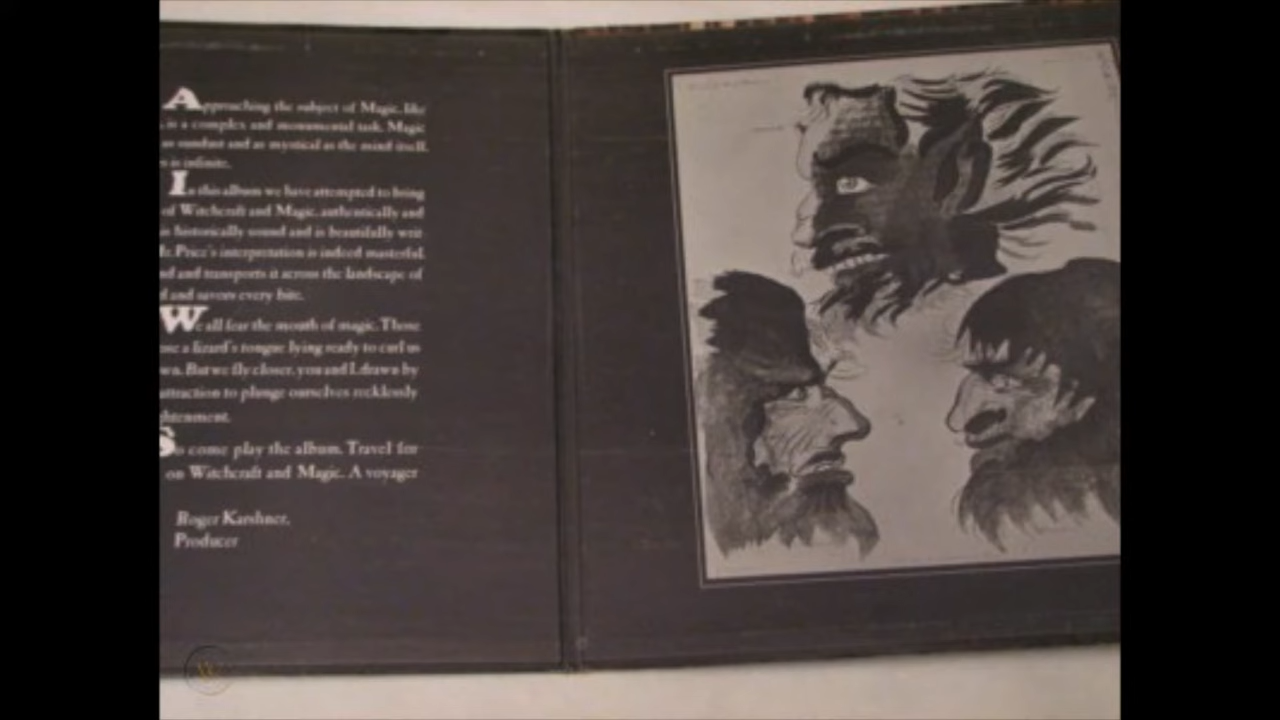 Approaching the subject of Magic, like
is a complex and monumental task. Magic
as and as mystical as the mind itself.
is infinite.
In this album we have attempted to bring
of Witchcraft and Magic, authentically and
historically sound and is beautifully writ
Mr. Price's interpretation is indeed masterful.
and transports it across the landscape of
and savors every bite.
We all fear the mouth of magic. Those
a lizard's tongue lying ready to curl us
But we fly closer, you and I, drawn by
attraction to plunge ourselves recklessly
So come play the album. Travel for
on Witchcraft and Magic. A voyager
Roger Karshner,
Producer